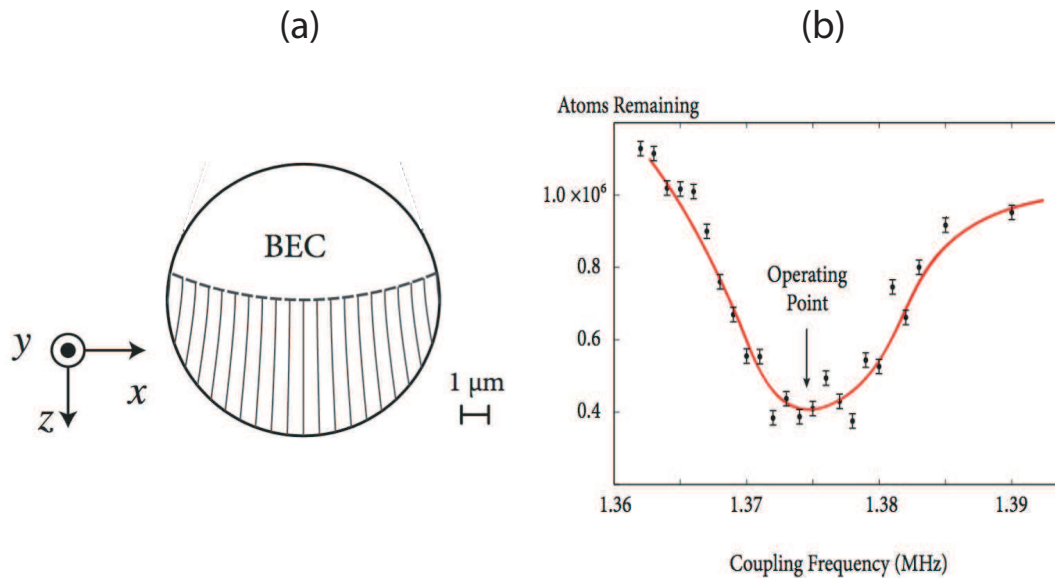 (a)
(b)
BEC
y
x
z
1 μm
Atoms Remaining
1.0 ×10⁶
0.8
0.6
0.4
Operating
Point
1.36
1.37
1.38
1.39
Coupling Frequency (MHz)